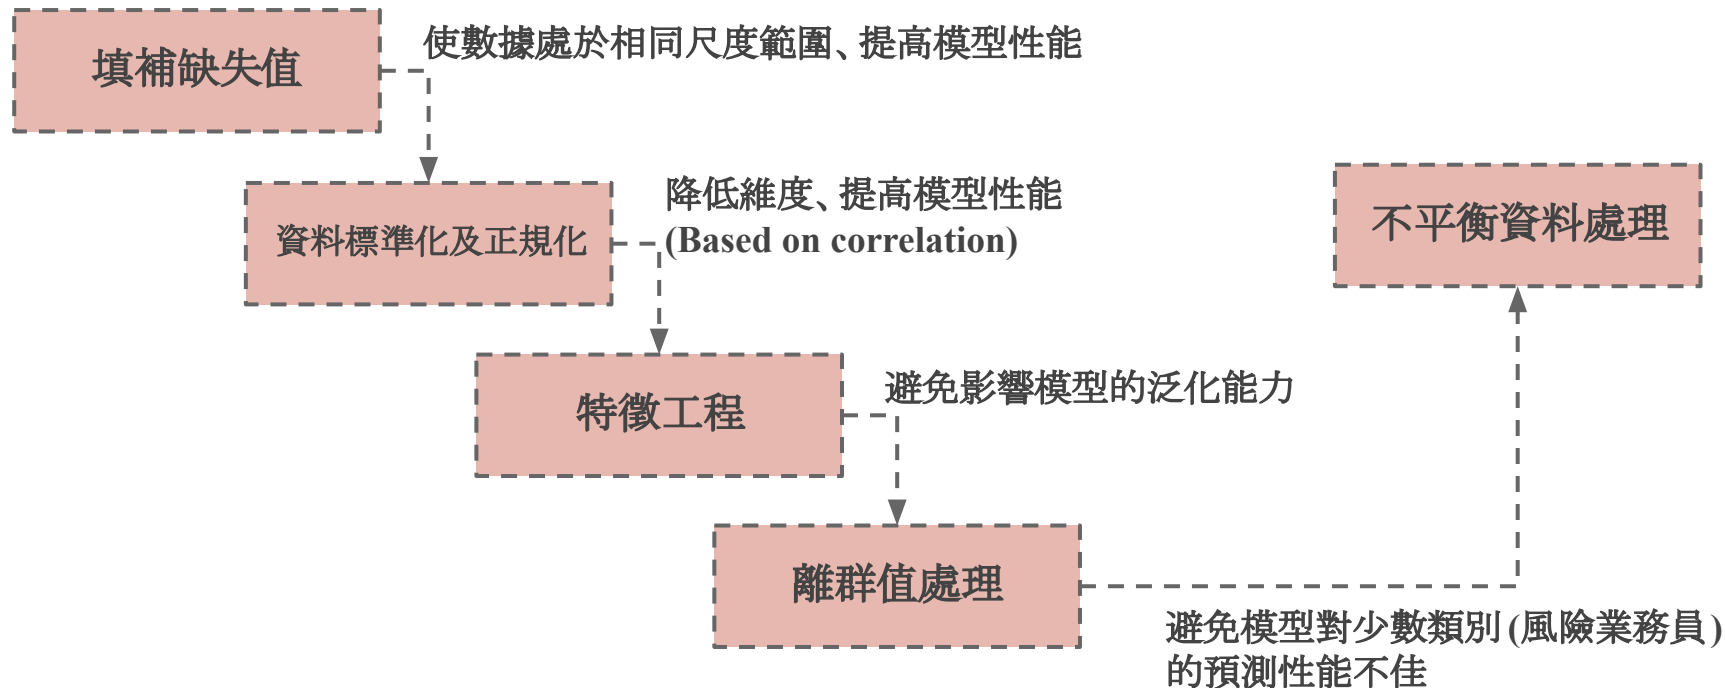 填補缺失值
使數據處於相同尺度範圍、提高模型性能
資料標準化及正規化
降低維度、提高模型性能
(Based on correlation)
特徵工程
避免影響模型的泛化能力
離群值處理
避免模型對少數類別(風險業務員)
的預測性能不佳
不平衡資料處理